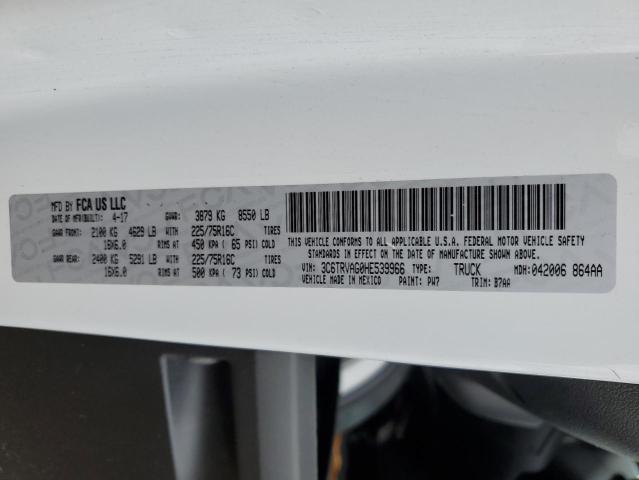 MFD BY FCA US LLC
DATE OF MFR(BUILT): 4-17 GVWR: 3879 KG 8550 LB
GAWR FRONT: 2100 KG 4629 LB WITH 225/75R16C TIRES
16X6.0 RIMS AT 450 KPA ( 65 PSI) COLD
GAWR REAR: 2400 KG 5291 LB WITH 225/75R16C TIRES
16X6.0 RIMS AT 500 KPA ( 73 PSI) COLD
THIS VEHICLE CONFORMS TO ALL APPLICABLE U.S.A. FEDERAL MOTOR VEHICLE SAFETY
STANDARDS IN EFFECT ON THE DATE OF MANUFACTURE SHOWN ABOVE.
VIN: 3C6TRVAG0HE539966 TYPE: TRUCK MDH: 042006 864AA
VEHICLE MADE IN MEXICO PAINT: PW7 TRIM: B7AA